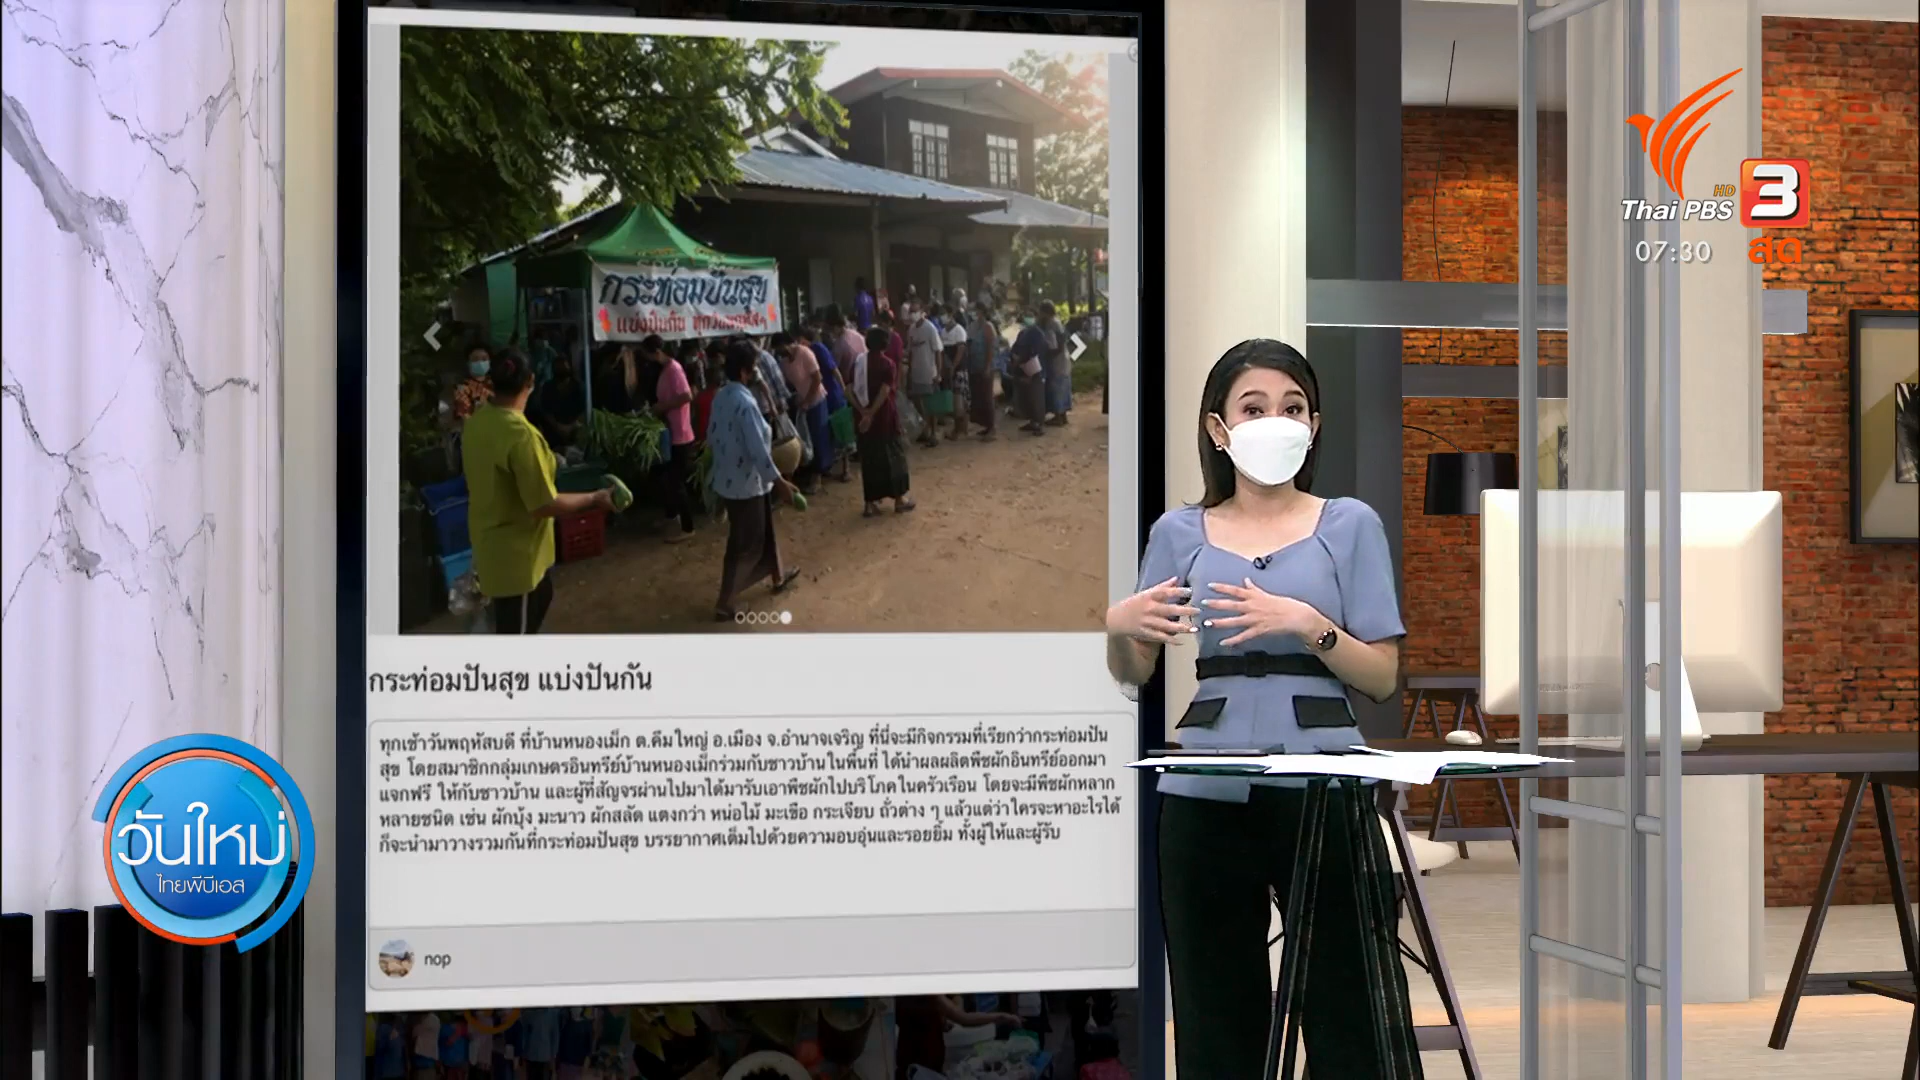 กระท่อมปันสุข
แบ่งปันกัน
Thai PBS
HD
3
07:30
สด
กระท่อมปันสุข แบ่งปันกัน
ทุกเช้าวันพฤหัสบดี ที่บ้านหนองเม็ก ต.คึมใหญ่ อ.เมือง จ.อำนาจเจริญ ที่นี่จะมีกิจกรรมที่เรียกว่ากระท่อมปัน
สุข โดยสมาชิกกลุ่มเกษตรอินทรีย์บ้านหนองเม็กร่วมกับชาวบ้านในพื้นที่ ได้นำผลผลิตพืชผักอินทรีย์ออกมา
แจกฟรี ให้กับชาวบ้าน และผู้ที่สัญจรผ่านไปมาได้มารับเอาพืชผักไปบริโภคในครัวเรือน โดยจะมีพืชผักหลาก
หลายชนิด เช่น ผักบุ้ง มะนาว ผักสลัด แตงกวา หน่อไม้ มะเขือ กระเจียบ ถั่วต่าง ๆ แล้วแต่ว่าใครจะหาอะไรได้
ก็จะนำมาวางรวมกันที่กระท่อมปันสุข บรรยากาศเต็มไปด้วยความอบอุ่นและรอยยิ้ม ทั้งผู้ให้และผู้รับ
nop
วันใหม่
ไทยพีบีเอส